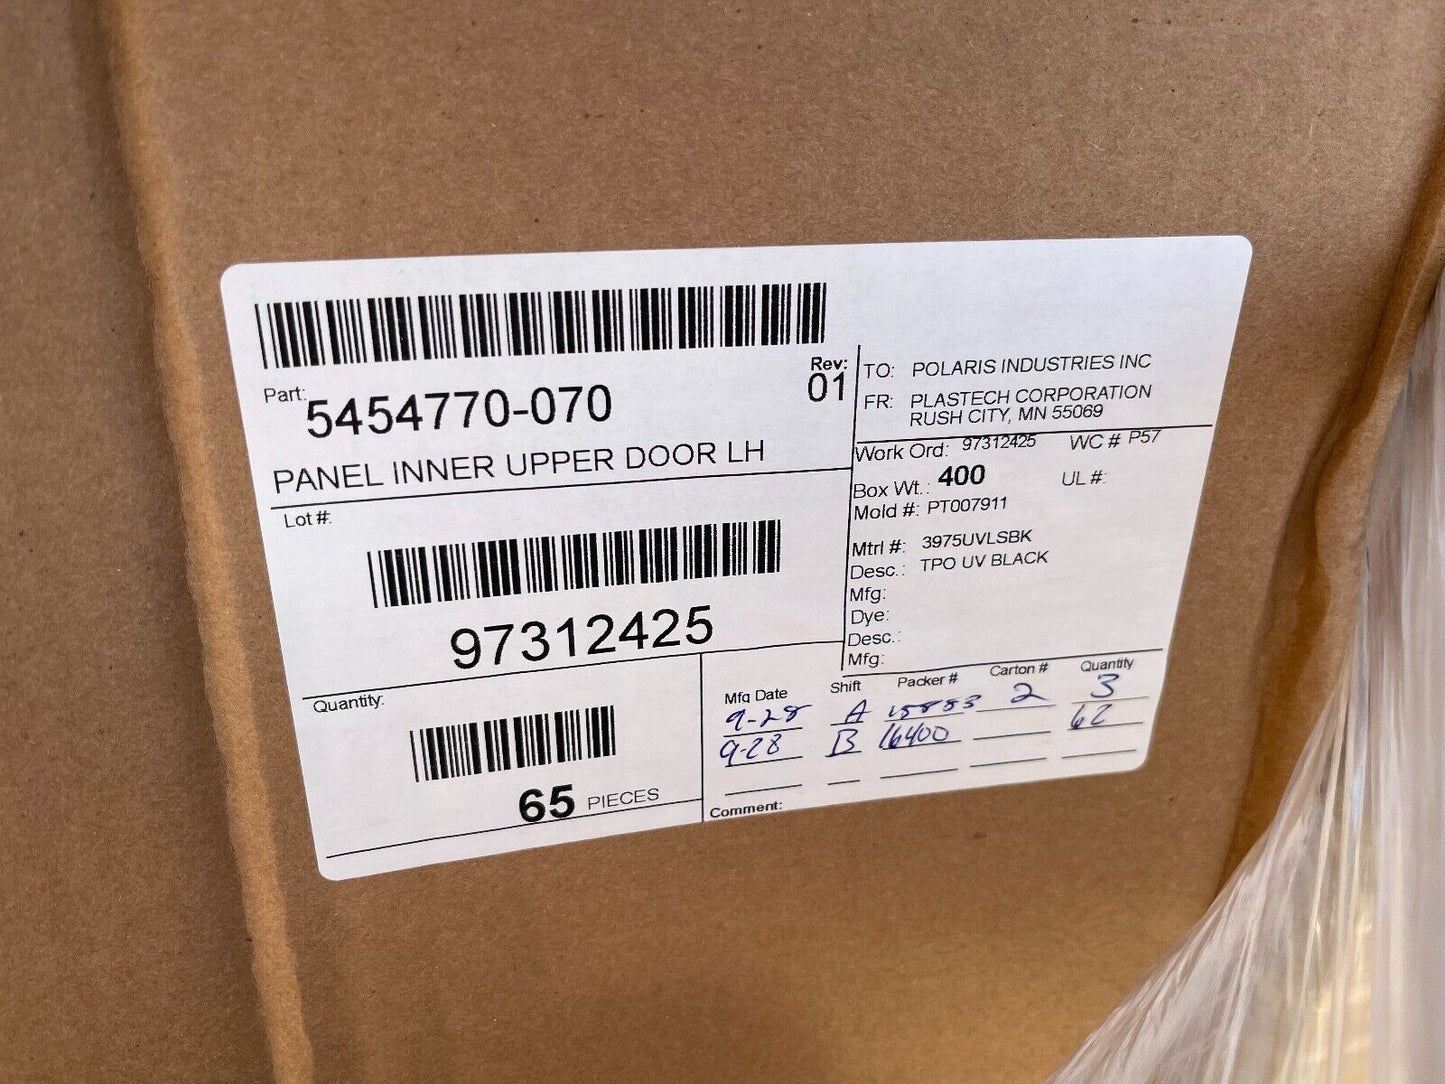 Part: 5454770-070
Rev: 01
PANEL INNER UPPER DOOR LH
Lot #:
97312425
Quantity:
65 PIECES
TO: POLARIS INDUSTRIES INC
FR: PLASTECH CORPORATION
RUSH CITY, MN 55069
Work Ord: 97312425 WC # P57
Box Wt.: 400 UL #:
Mold #: PT007911
Mtrl #: 3975UVLSBK
Desc.: TPO UV BLACK
Mfg:
Dye:
Desc.:
Mfg:
Mfg Date Shift Packer # Carton # Quantity
9-28 A 15883 2 3
9-28 B 16400 62
Comment: